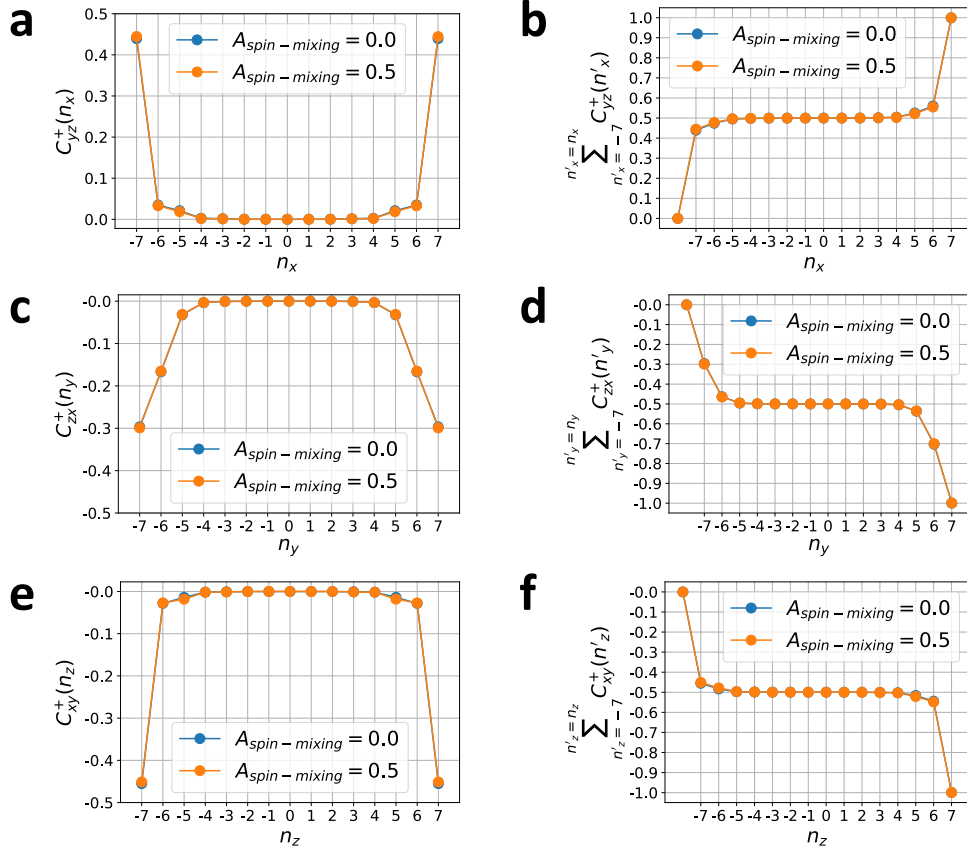 a
0.5
0.4
0.3
0.2
0.1
0.0
C⁺yz(nx)
A spin−mixing = 0.0
A spin−mixing = 0.5
-7 -6 -5 -4 -3 -2 -1 0 1 2 3 4 5 6 7
nx
b
1.0
0.9
0.8
0.7
0.6
0.5
0.4
0.3
0.2
0.1
0.0
n'x = nx ∑ n'x = −7 C⁺yz(n'x)
A spin−mixing = 0.0
A spin−mixing = 0.5
-7 -6 -5 -4 -3 -2 -1 0 1 2 3 4 5 6 7
nx
c
-0.0
-0.1
-0.2
-0.3
-0.4
-0.5
C⁺zx(ny)
A spin−mixing = 0.0
A spin−mixing = 0.5
-7 -6 -5 -4 -3 -2 -1 0 1 2 3 4 5 6 7
ny
d
-0.0
-0.1
-0.2
-0.3
-0.4
-0.5
-0.6
-0.7
-0.8
-0.9
-1.0
n'y = ny ∑ n'y = −7 C⁺zx(n'y)
A spin−mixing = 0.0
A spin−mixing = 0.5
-7 -6 -5 -4 -3 -2 -1 0 1 2 3 4 5 6 7
ny
e
-0.0
-0.1
-0.2
-0.3
-0.4
-0.5
C⁺xy(nz)
A spin−mixing = 0.0
A spin−mixing = 0.5
-7 -6 -5 -4 -3 -2 -1 0 1 2 3 4 5 6 7
nz
f
-0.0
-0.1
-0.2
-0.3
-0.4
-0.5
-0.6
-0.7
-0.8
-0.9
-1.0
n'z = nz ∑ n'z = −7 C⁺xy(n'z)
A spin−mixing = 0.0
A spin−mixing = 0.5
-7 -6 -5 -4 -3 -2 -1 0 1 2 3 4 5 6 7
nz